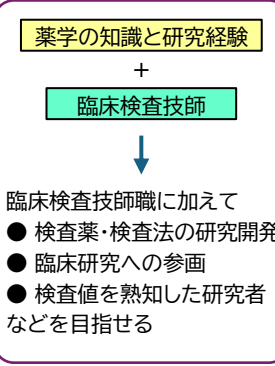 薬学の知識と研究経験
+
臨床検査技師
臨床検査技師職に加えて
● 検査薬・検査法の研究開発
● 臨床研究への参画
● 検査値を熟知した研究者
などを目指せる